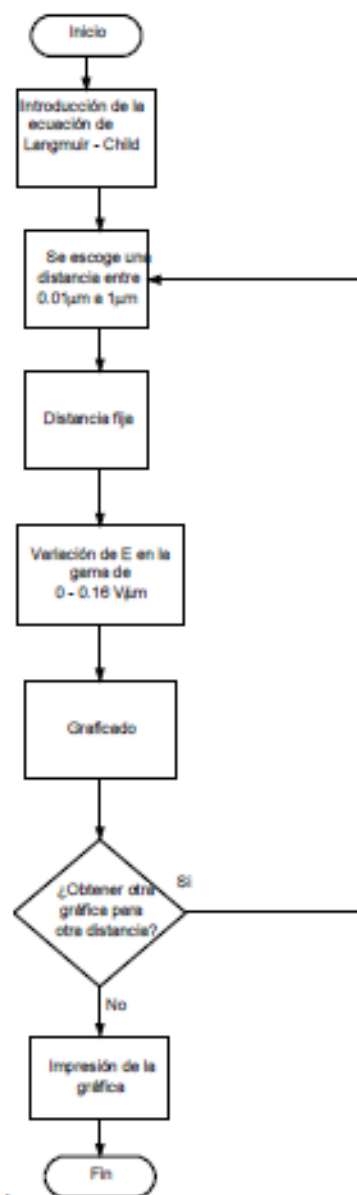 Inicio
Introducción de la
ecuación de
Langmuir - Child
Se escoge una
distancia entre
0.01µm a 1µm
Distancia fija
Variación de E en la
gama de
0 - 0.16 V/µm
Graficado
¿Obtener otra
gráfica para
otra distancia?
Si
No
Impresión de la
gráfica
Fin